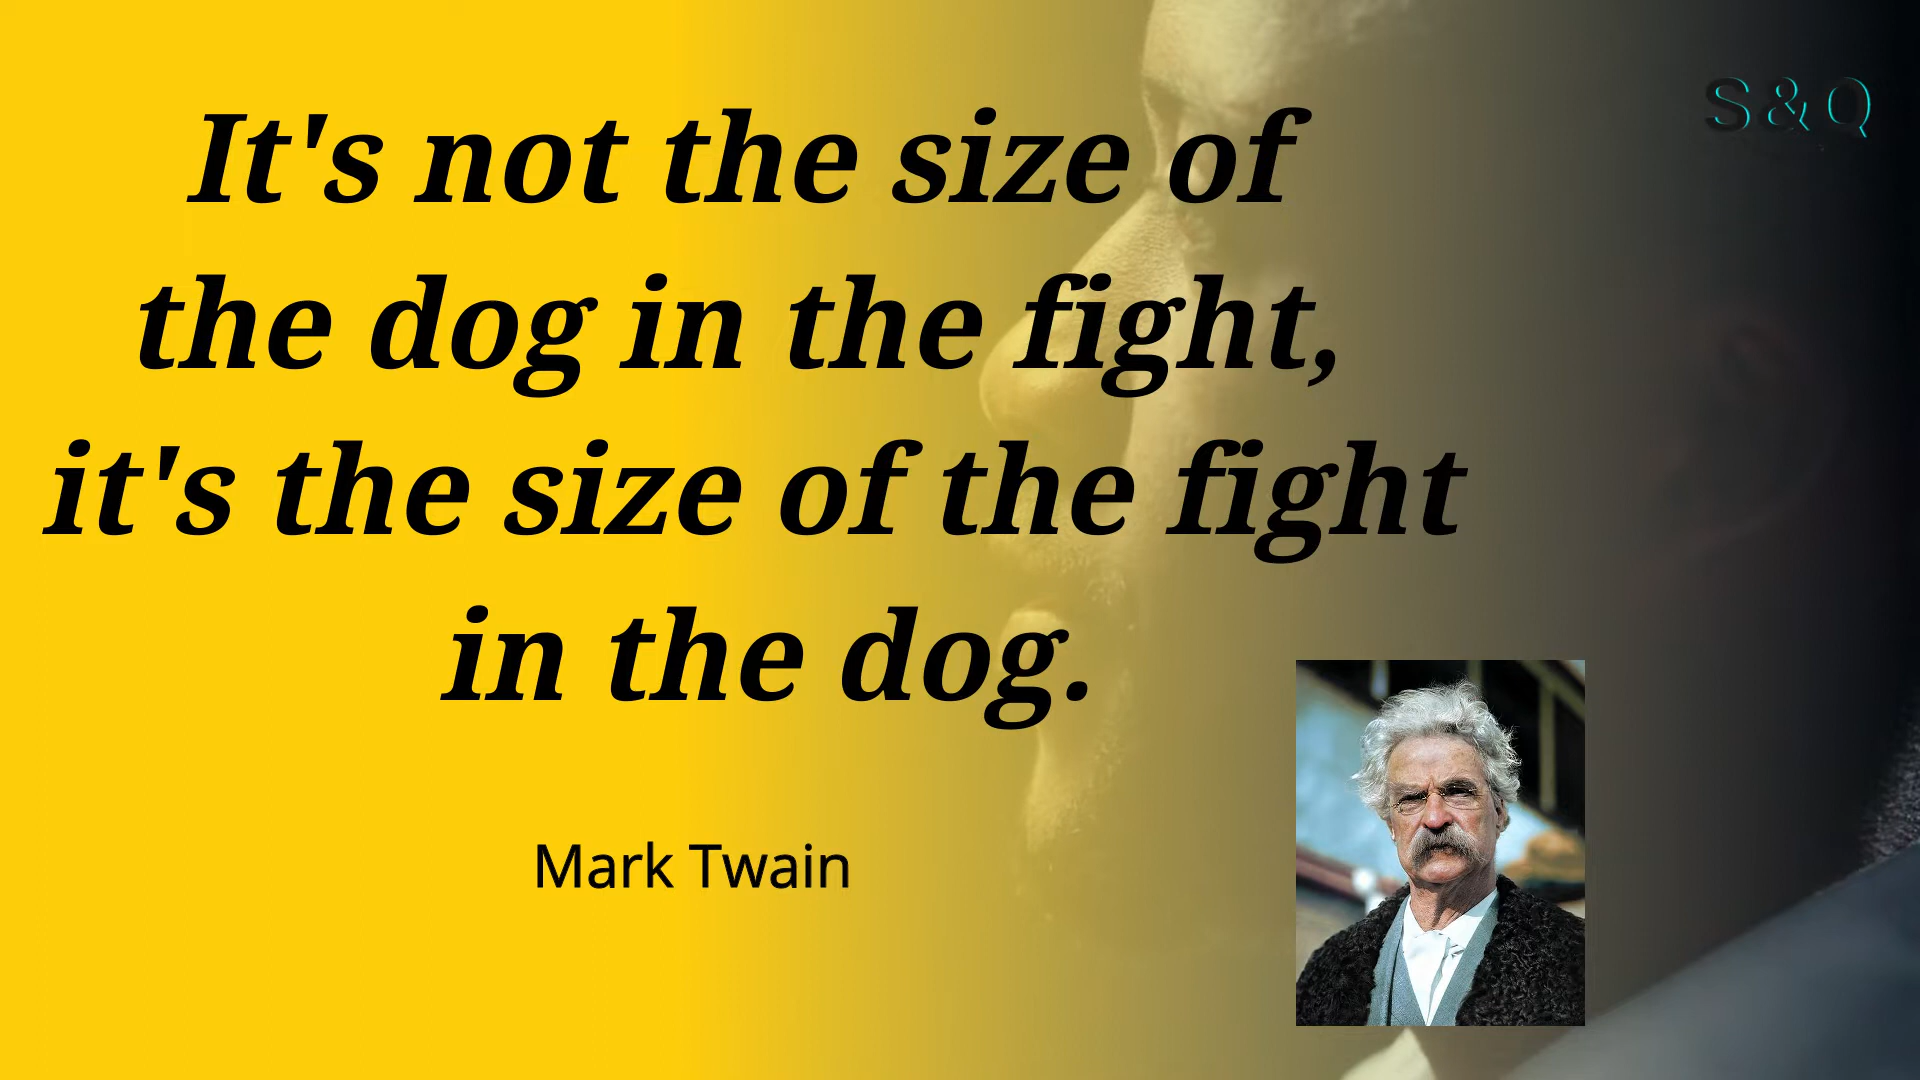 S & Q
It's not the size of
the dog in the fight,
it's the size of the fight
in the dog.
Mark Twain